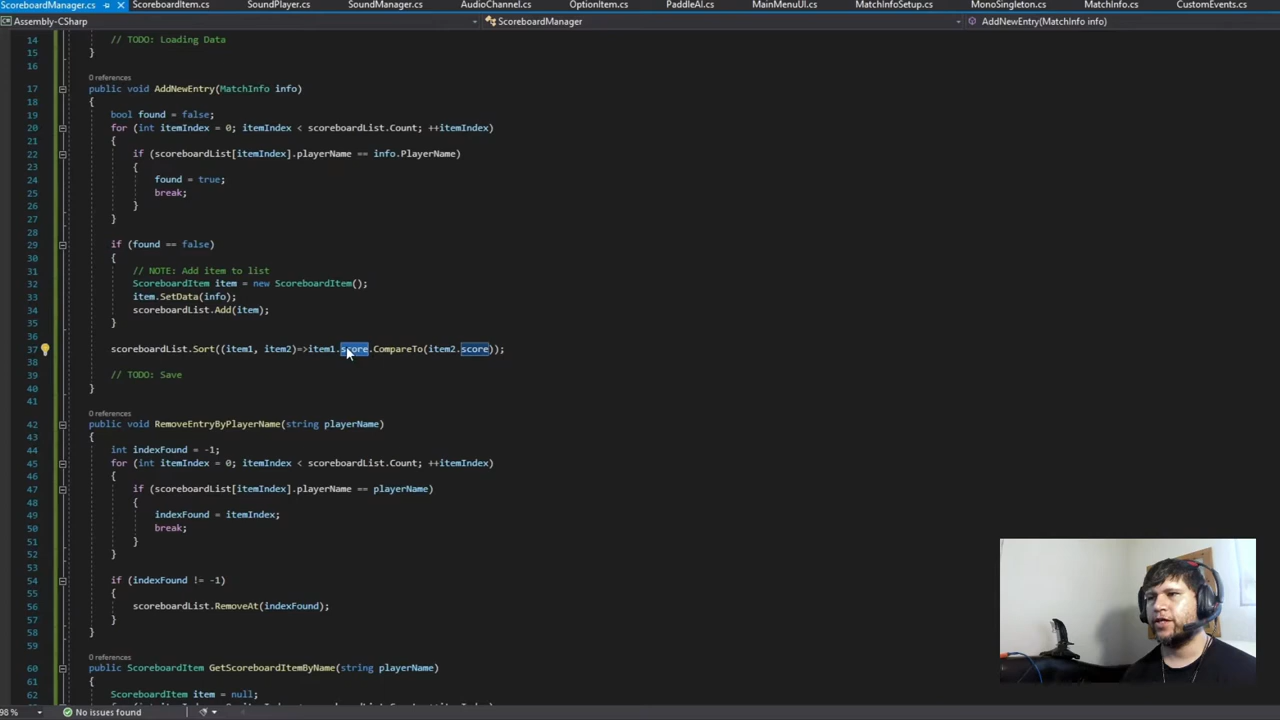 ScoreboardManager.cs
ScoreboardItem.cs
SoundPlayer.cs
SoundManager.cs
AudioChannel.cs
OptionItem.cs
PaddleAI.cs
MainMenuUI.cs
MatchInfoSetup.cs
MonoSingleton.cs
MatchInfo.cs
CustomEvents.cs
Assembly-CSharp
ScoreboardManager
AddNewEntry(MatchInfo info)
14 // TODO: Loading Data
15 }
16
0 references
17 public void AddNewEntry(MatchInfo info)
18 {
19 bool found = false;
20 for (int itemIndex = 0; itemIndex < scoreboardList.Count; ++itemIndex)
21 {
22 if (scoreboardList[itemIndex].playerName == info.PlayerName)
23 {
24 found = true;
25 break;
26 }
27 }
28
29 if (found == false)
30 {
31 // NOTE: Add item to list
32 ScoreboardItem item = new ScoreboardItem();
33 item.SetData(info);
34 scoreboardList.Add(item);
35 }
36
37 scoreboardList.Sort((item1, item2)=>item1.score.CompareTo(item2.score));
38
39 // TODO: Save
40 }
41
0 references
42 public void RemoveEntryByPlayerName(string playerName)
43 {
44 int indexFound = -1;
45 for (int itemIndex = 0; itemIndex < scoreboardList.Count; ++itemIndex)
46 {
47 if (scoreboardList[itemIndex].playerName == playerName)
48 {
49 indexFound = itemIndex;
50 break;
51 }
52 }
53
54 if (indexFound != -1)
55 {
56 scoreboardList.RemoveAt(indexFound);
57 }
58 }
59
0 references
60 public ScoreboardItem GetScoreboardItemByName(string playerName)
61 {
62 ScoreboardItem item = null;
98 %
No issues found